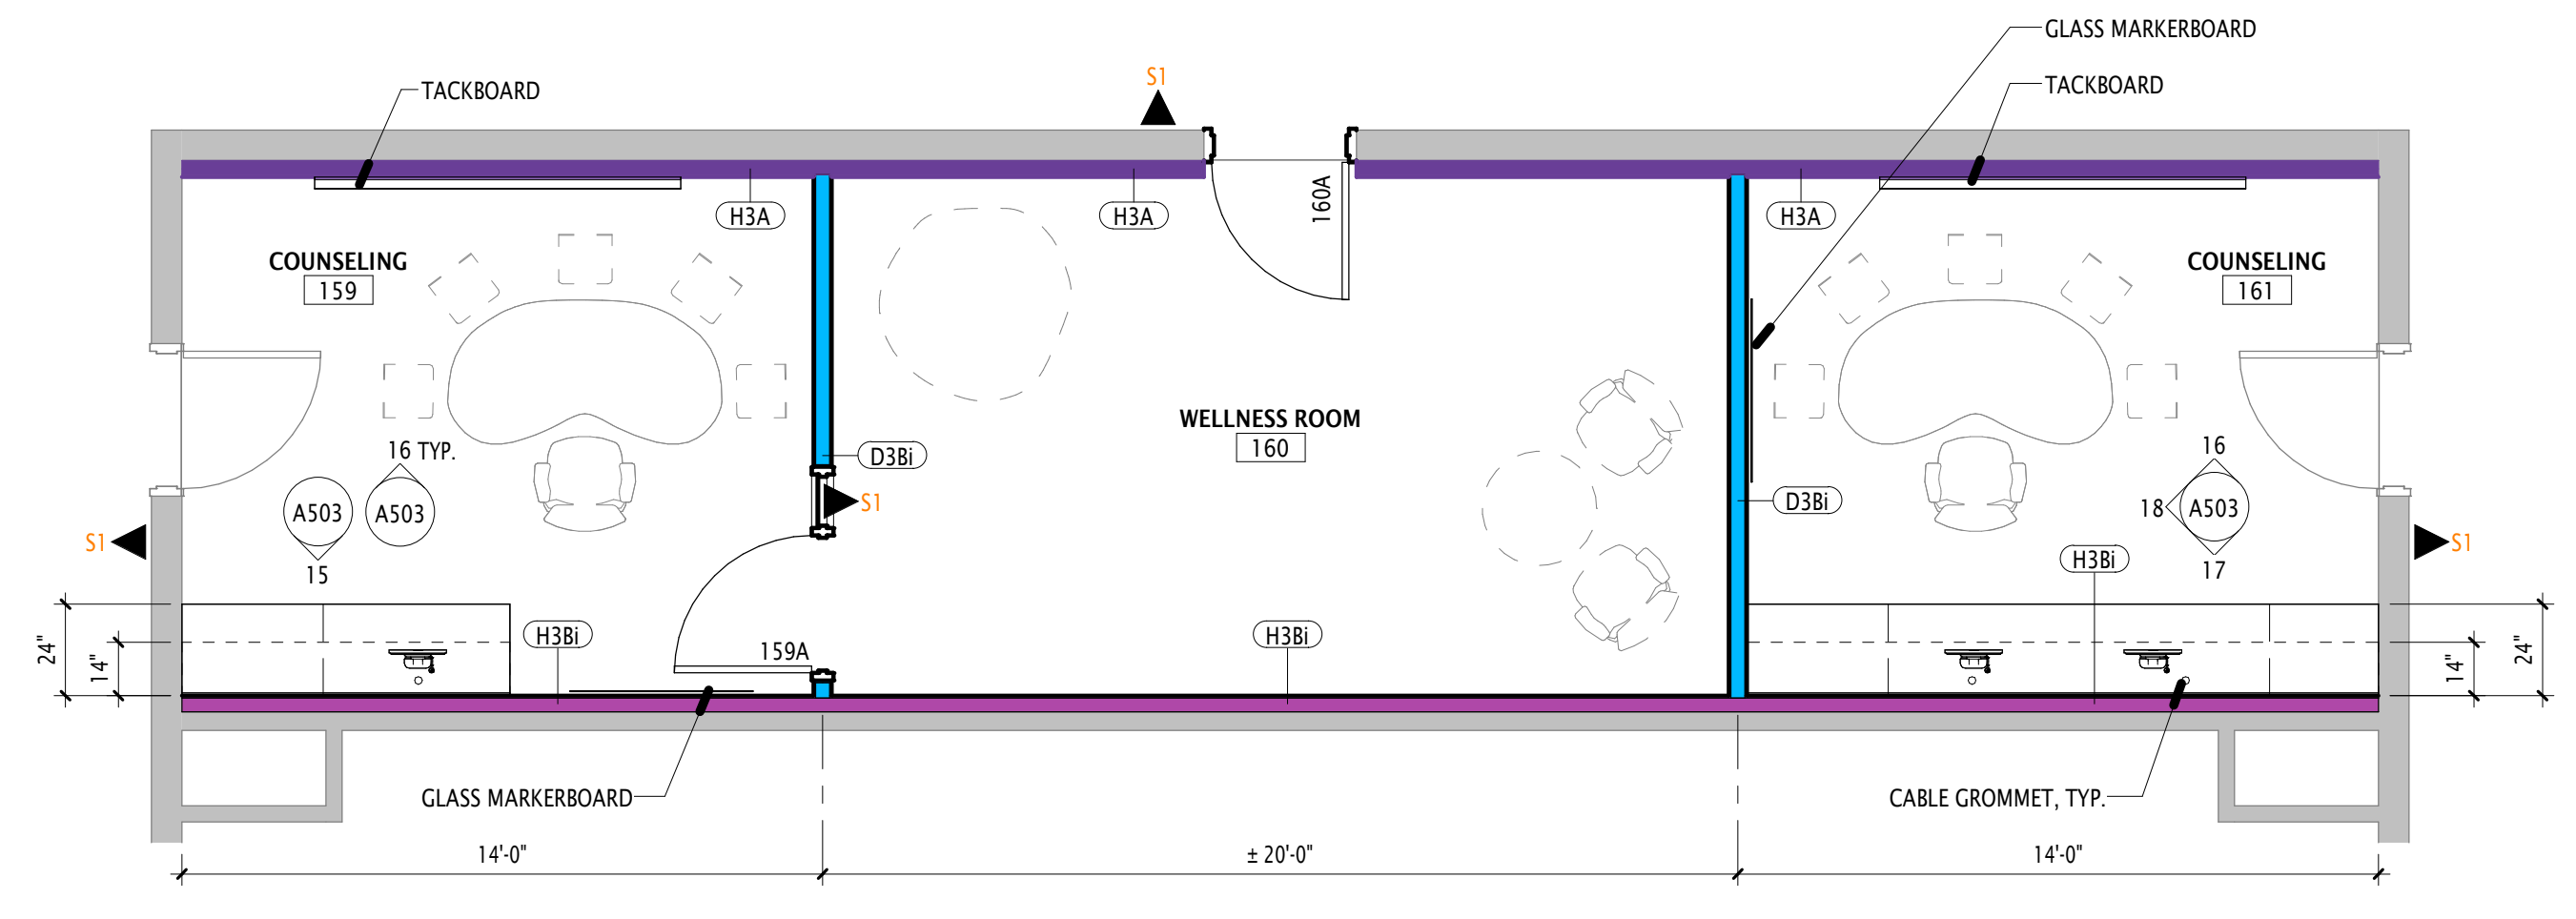 GLASS MARKERBOARD
S1
TACKBOARD
TACKBOARD
160A
H3A
H3A
H3A
COUNSELING
159
COUNSELING
161
WELLNESS ROOM
160
16 TYP.
D3Bi
16
A503
A503
S1
D3Bi
18
A503
S1
S1
15
H3Bi
17
24"
14"
H3Bi
159A
H3Bi
14"
24"
GLASS MARKERBOARD
CABLE GROMMET, TYP.
14'-0"
± 20'-0"
14'-0"